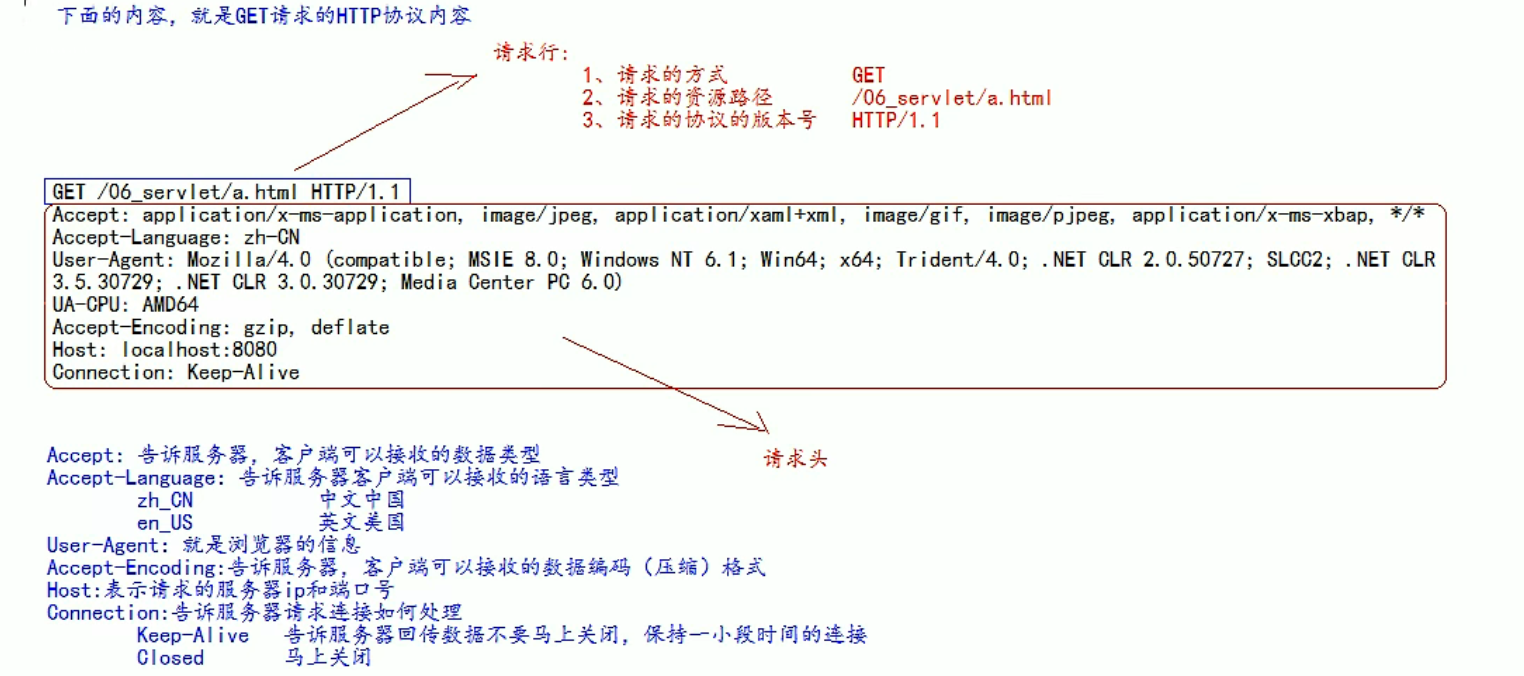 下面的内容，就是GET请求的HTTP协议内容
请求行：
1、请求的方式 GET
2、请求的资源路径 /06_servlet/a.html
3、请求的协议的版本号 HTTP/1.1
GET /06_servlet/a.html HTTP/1.1
Accept: application/x-ms-application, image/jpeg, application/xaml+xml, image/gif, image/pjpeg, application/x-ms-xbap, */*
Accept-Language: zh-CN
User-Agent: Mozilla/4.0 (compatible; MSIE 8.0; Windows NT 6.1; Win64; x64; Trident/4.0; .NET CLR 2.0.50727; SLCC2; .NET CLR
3.5.30729; .NET CLR 3.0.30729; Media Center PC 6.0)
UA-CPU: AMD64
Accept-Encoding: gzip, deflate
Host: localhost:8080
Connection: Keep-Alive
请求头
Accept: 告诉服务器，客户端可以接收的数据类型
Accept-Language: 告诉服务器客户端可以接收的语言类型
zh_CN 中文中国
en_US 英文美国
User-Agent: 就是浏览器的信息
Accept-Encoding:告诉服务器，客户端可以接收的数据编码（压缩）格式
Host:表示请求的服务器ip和端口号
Connection:告诉服务器请求连接如何处理
Keep-Alive 告诉服务器回传数据不要马上关闭，保持一小段时间的连接
Closed 马上关闭